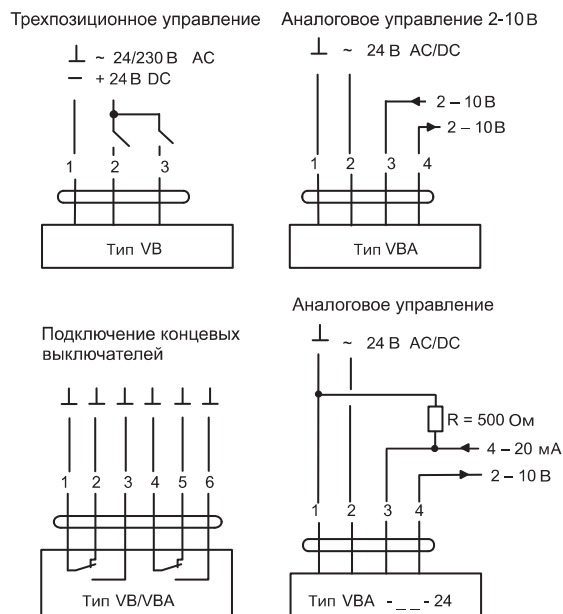 Трехпозиционное управление
⊥ ~ 24/230 В AC
− + 24 В DC
1 2 3
Тип VB
Аналоговое управление 2-10 В
⊥ ~ 24 В AC/DC
2 – 10 В
2 – 10 В
1 2 3 4
Тип VBA
Подключение концевых
выключателей
1 2 3 4 5 6
Тип VB/VBA
Аналоговое управление
⊥ ~ 24 В AC/DC
R = 500 Ом
4 – 20 мА
2 – 10 В
1 2 3 4
Тип VBA -_ _- 24